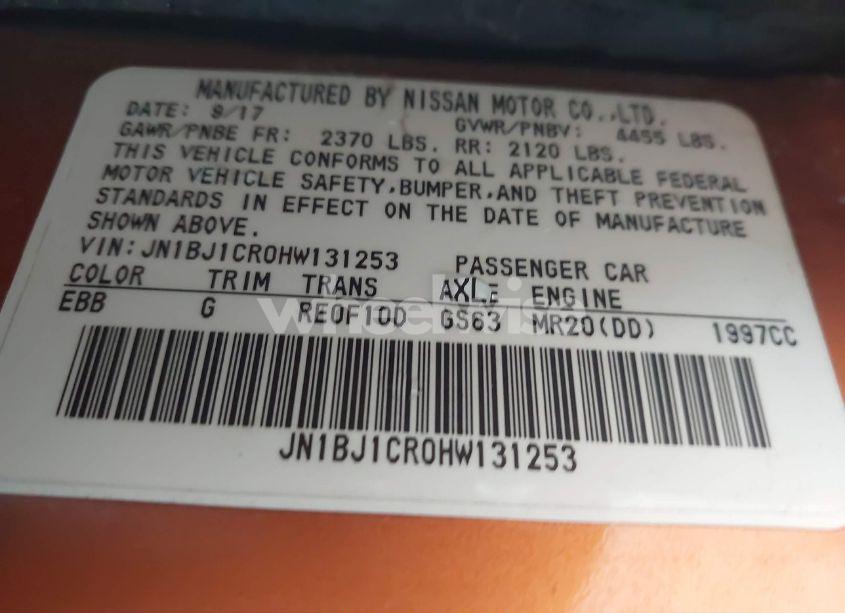 MANUFACTURED BY NISSAN MOTOR CO.,LTD.
DATE: 9/17 GVWR/PNBV: 4455 LBS.
GAWR/PNBE FR: 2370 LBS. RR: 2120 LBS.
THIS VEHICLE CONFORMS TO ALL APPLICABLE FEDERAL
MOTOR VEHICLE SAFETY,BUMPER,AND THEFT PREVENTION
STANDARDS IN EFFECT ON THE DATE OF MANUFACTURE
SHOWN ABOVE.
VIN:JN1BJ1CR0HW131253 PASSENGER CAR
COLOR TRIM TRANS AXLE ENGINE
EBB G RE0F10D GS63 MR20(DD) 1997CC
JN1BJ1CR0HW131253